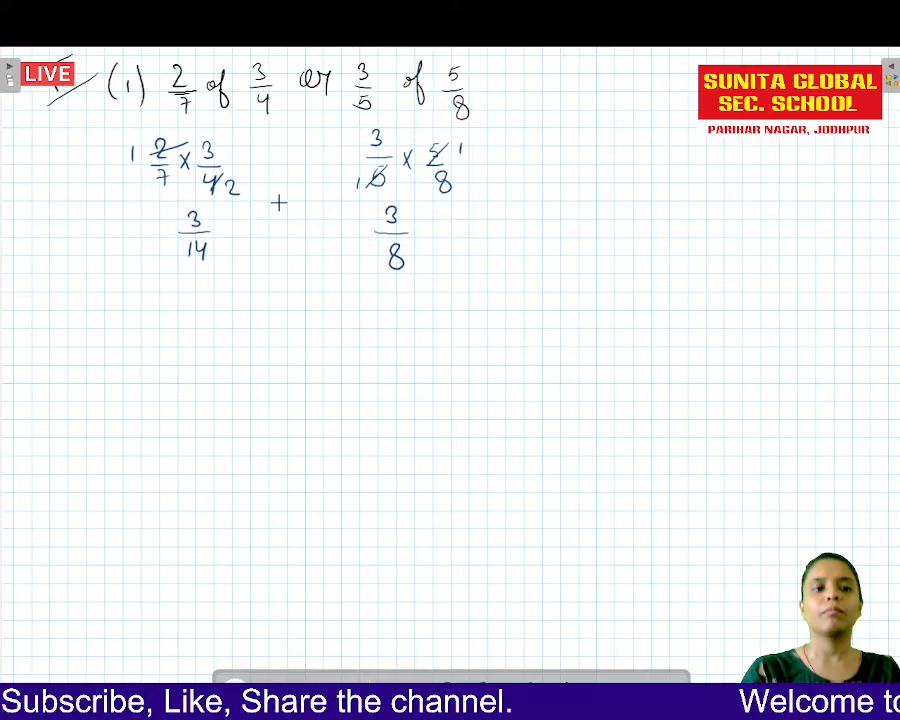 LIVE
(1) 2/7 of 3/4 or 3/5 of 5/8
SUNITA GLOBAL
SEC. SCHOOL
PARIHAR NAGAR, JODHPUR
1 2/7 × 3/4 2 3/5 1 × 5/8 1
+
3/14 3/8
Subscribe, Like, Share the channel. Welcome to